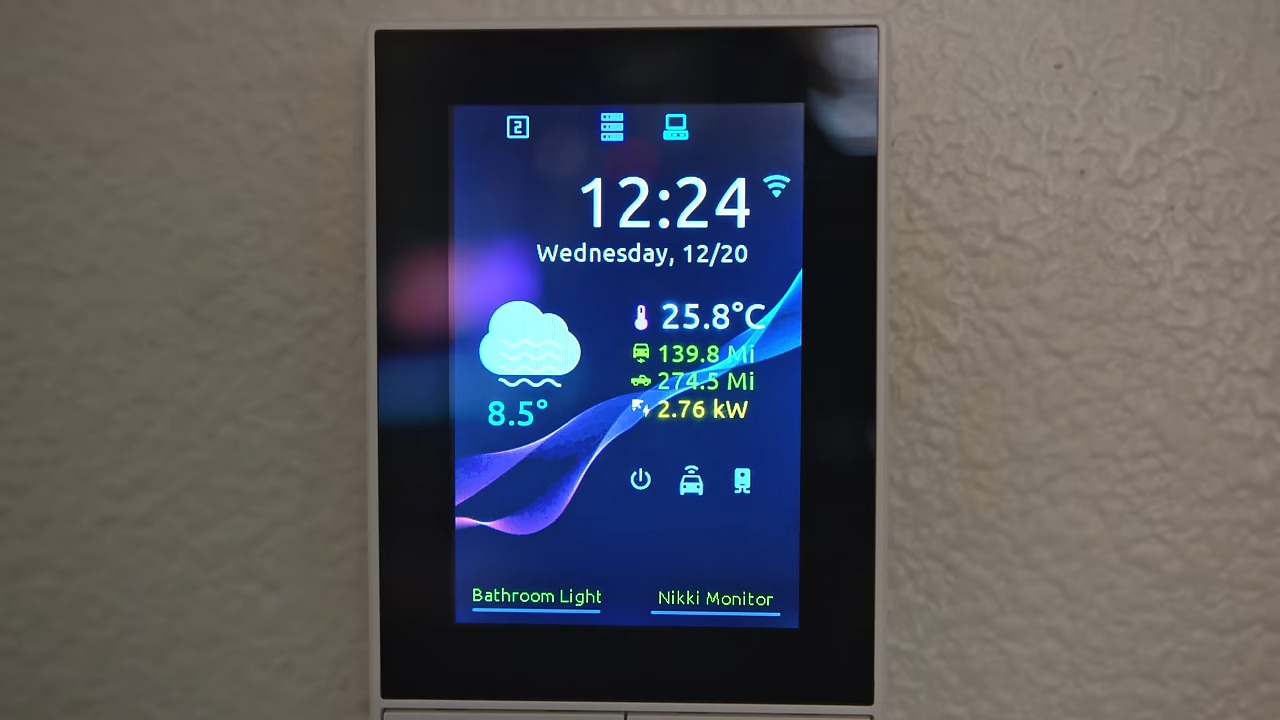 2
12:24
Wednesday, 12/20
25.8°C
139.8 Mi
274.5 Mi
8.5°
2.76 kW
Bathroom Light
Nikki Monitor